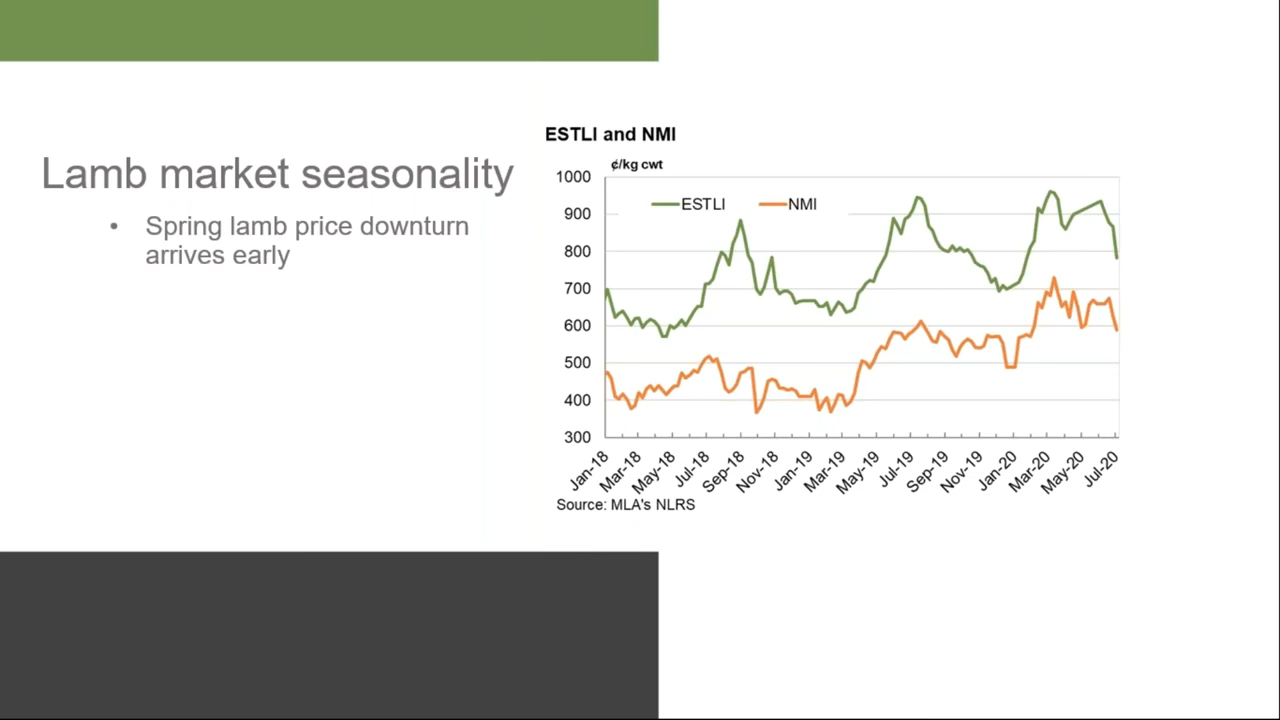 Lamb market seasonality
• Spring lamb price downturn
arrives early
ESTLI and NMI
¢/kg cwt
1000
900
800
700
600
500
400
300
ESTLI
NMI
Jan-18
Mar-18
May-18
Jul-18
Sep-18
Nov-18
Jan-19
Mar-19
May-19
Jul-19
Sep-19
Nov-19
Jan-20
Mar-20
May-20
Jul-20
Source: MLA's NLRS